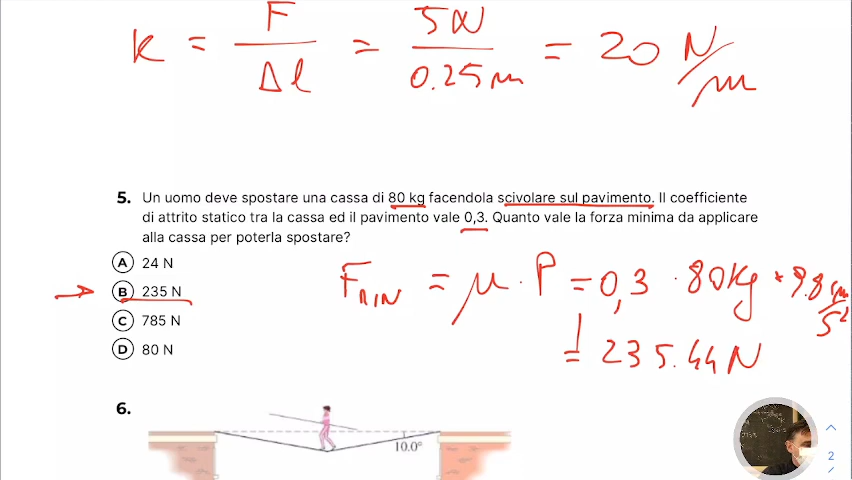 K = F / Δl = 5N / 0.25m = 20 N/m
5. Un uomo deve spostare una cassa di 80 kg facendola scivolare sul pavimento. Il coefficiente
di attrito statico tra la cassa ed il pavimento vale 0,3. Quanto vale la forza minima da applicare
alla cassa per poterla spostare?
A 24 N
B 235 N
C 785 N
D 80 N
F MIN = μ · P = 0,3 · 80Kg · 9.8 m/s²
= 235.44 N
6.
10.0°
2